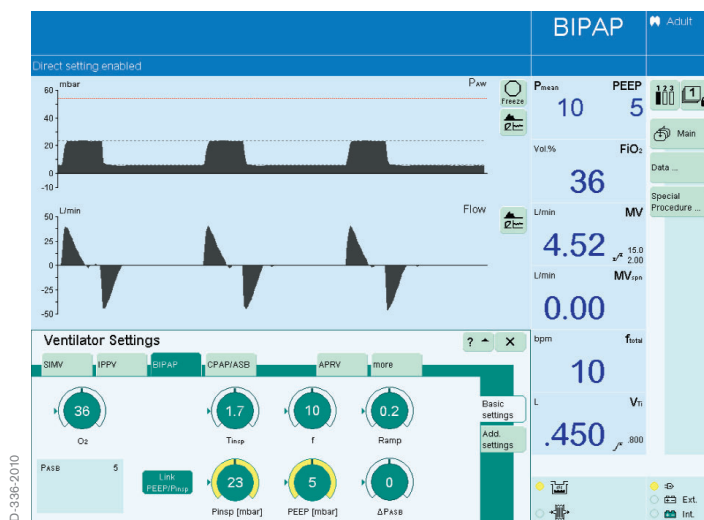 BIPAP
Adult
Direct setting enabled
mbar
Paw
60
40
20
0
-10
Freeze
L/min
Flow
50
25
0
-25
-50
Pmean
PEEP
10
5
Vol.%
FiO2
36
L/min
MV
4.52
15.0
2.00
L/min
MVspn
0.00
bpm
ftotal
10
L
VTi
.450
.800
1 2 3
1
Main
Data ...
Special
Procedure ...
Ventilator Settings
? ×
SIMV IPPV BIPAP CPAP/ASB APRV more
36
1.7
10
0.2
O2
Tinsp
f
Ramp
Basic
settings
Add.
settings
PASB 5
Link
PEEP/Pinsp
23
5
0
Pinsp [mbar]
PEEP [mbar]
ΔPASB
Ext.
Int.
D-336-2010